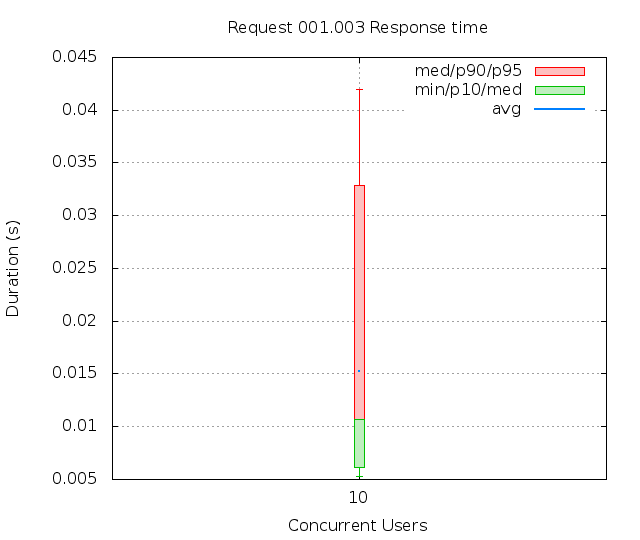 Request 001.003 Response time
0.045
0.04
0.035
0.03
0.025
0.02
0.015
0.01
0.005
Duration (s)
med/p90/p95
min/p10/med
avg
10
Concurrent Users